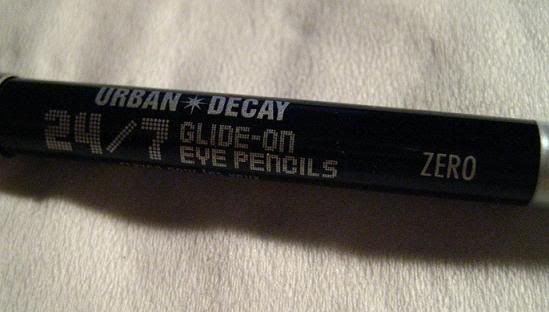 URBAN DECAY
24/7 GLIDE-ON
EYE PENCILS
ZERO